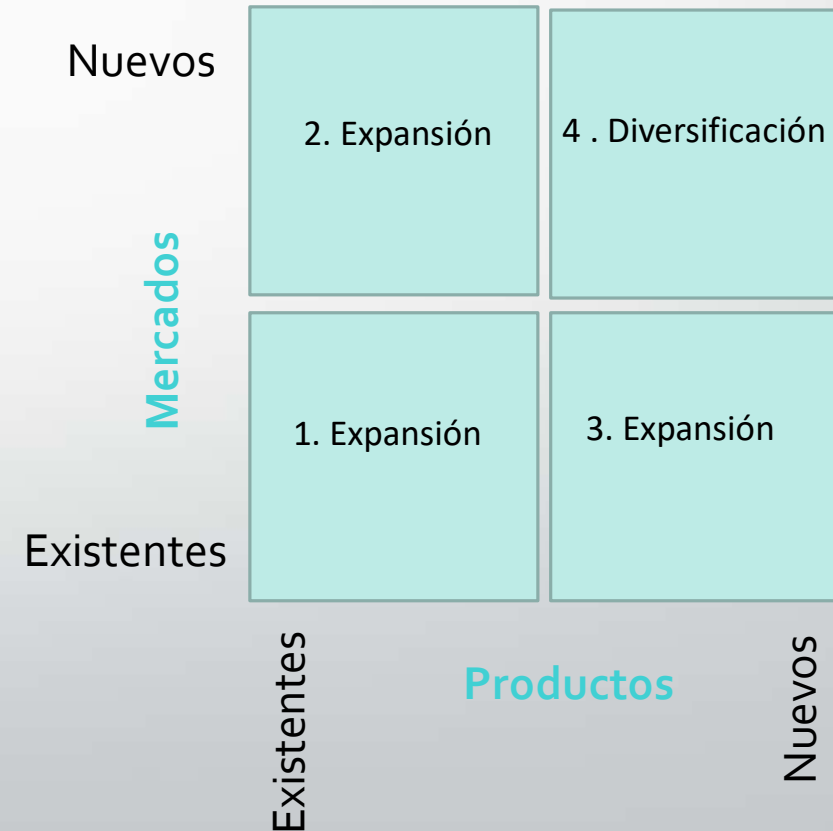 Nuevos
2. Expansión
4 . Diversificación
Mercados
1. Expansión
3. Expansión
Existentes
Existentes
Productos
Nuevos